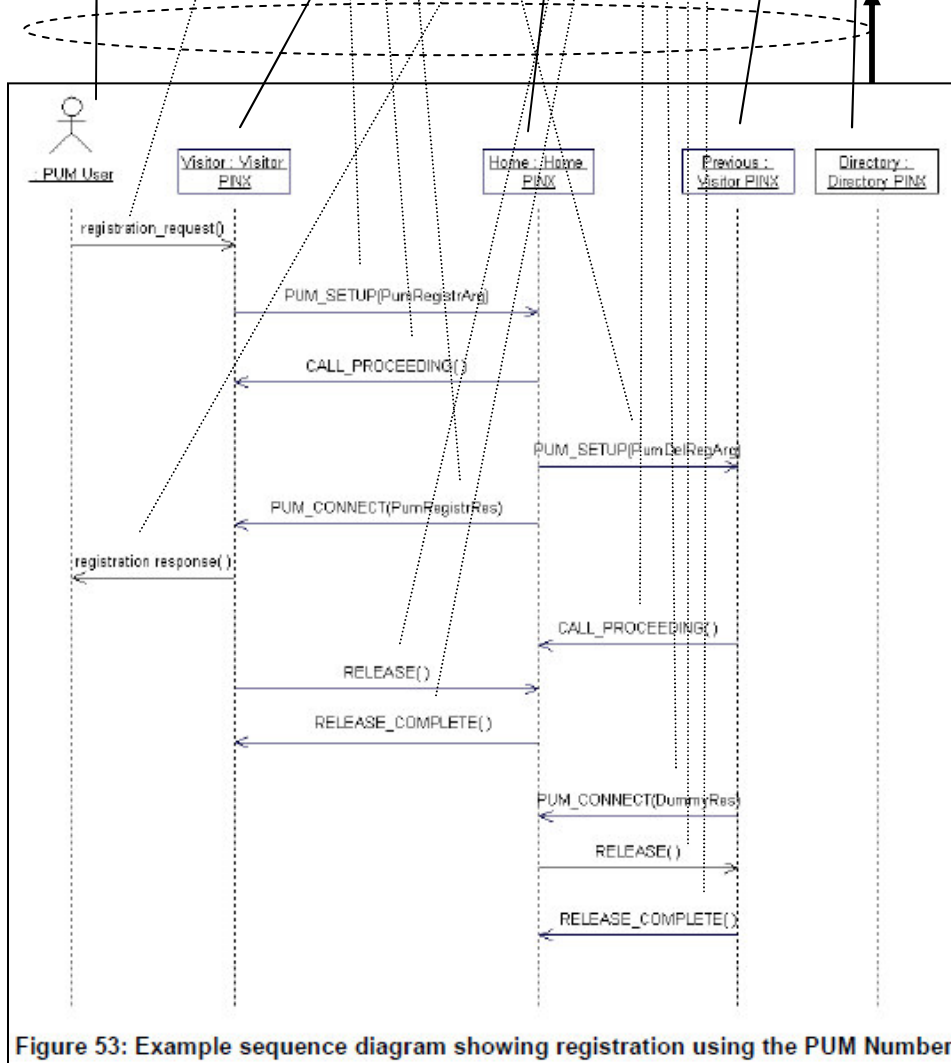 : PUM User
Visitor : Visitor
PINX
Home : Home
PINX
Previous :
Visitor PINX
Directory :
Directory PINX
registration_request()
PUM_SETUP(PumRegistrArg)
CALL_PROCEEDING( )
PUM_SETUP(PumDelRegArg)
PUM_CONNECT(PumRegistrRes)
registration response( )
CALL_PROCEEDING( )
RELEASE( )
RELEASE_COMPLETE( )
PUM_CONNECT(DummyRes)
RELEASE( )
RELEASE_COMPLETE( )
Figure 53: Example sequence diagram showing registration using the PUM Number